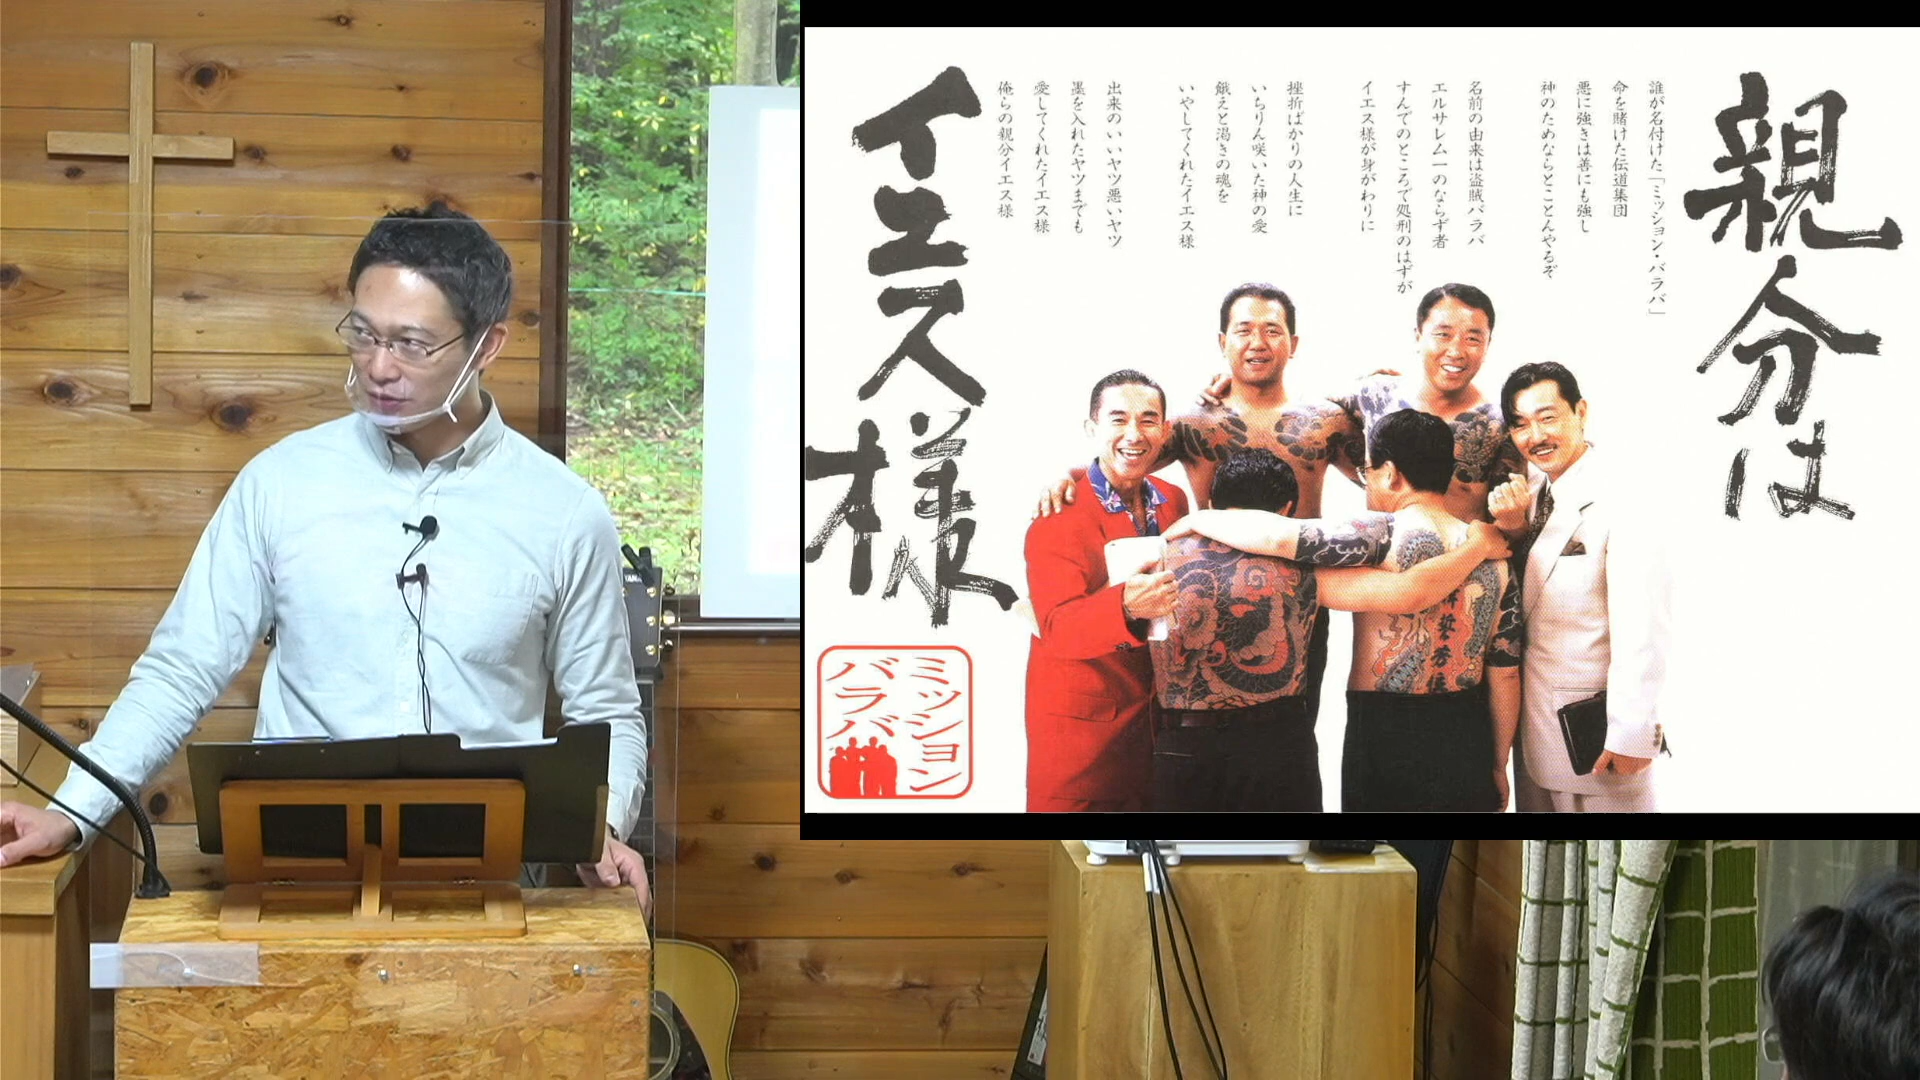 親分は
イエス様
誰が名付けた「ミッション・バラバ」
命を賭けた伝道集団
悪に強きは善にも強し
神のためならとことんやるぞ
名前の由来は盗賊バラバ
エルサレム一のならず者
すんでのところで処刑のはずが
イエス様が身がわりに
挫折ばかりの人生に
いちりん咲いた神の愛
餓えと渇きの魂を
いやしてくれたイエス様
出来のいいヤツ悪いヤツ
墨を入れたヤツまでも
愛してくれたイエス様
俺らの親分イエス様
ミッション
バラバ